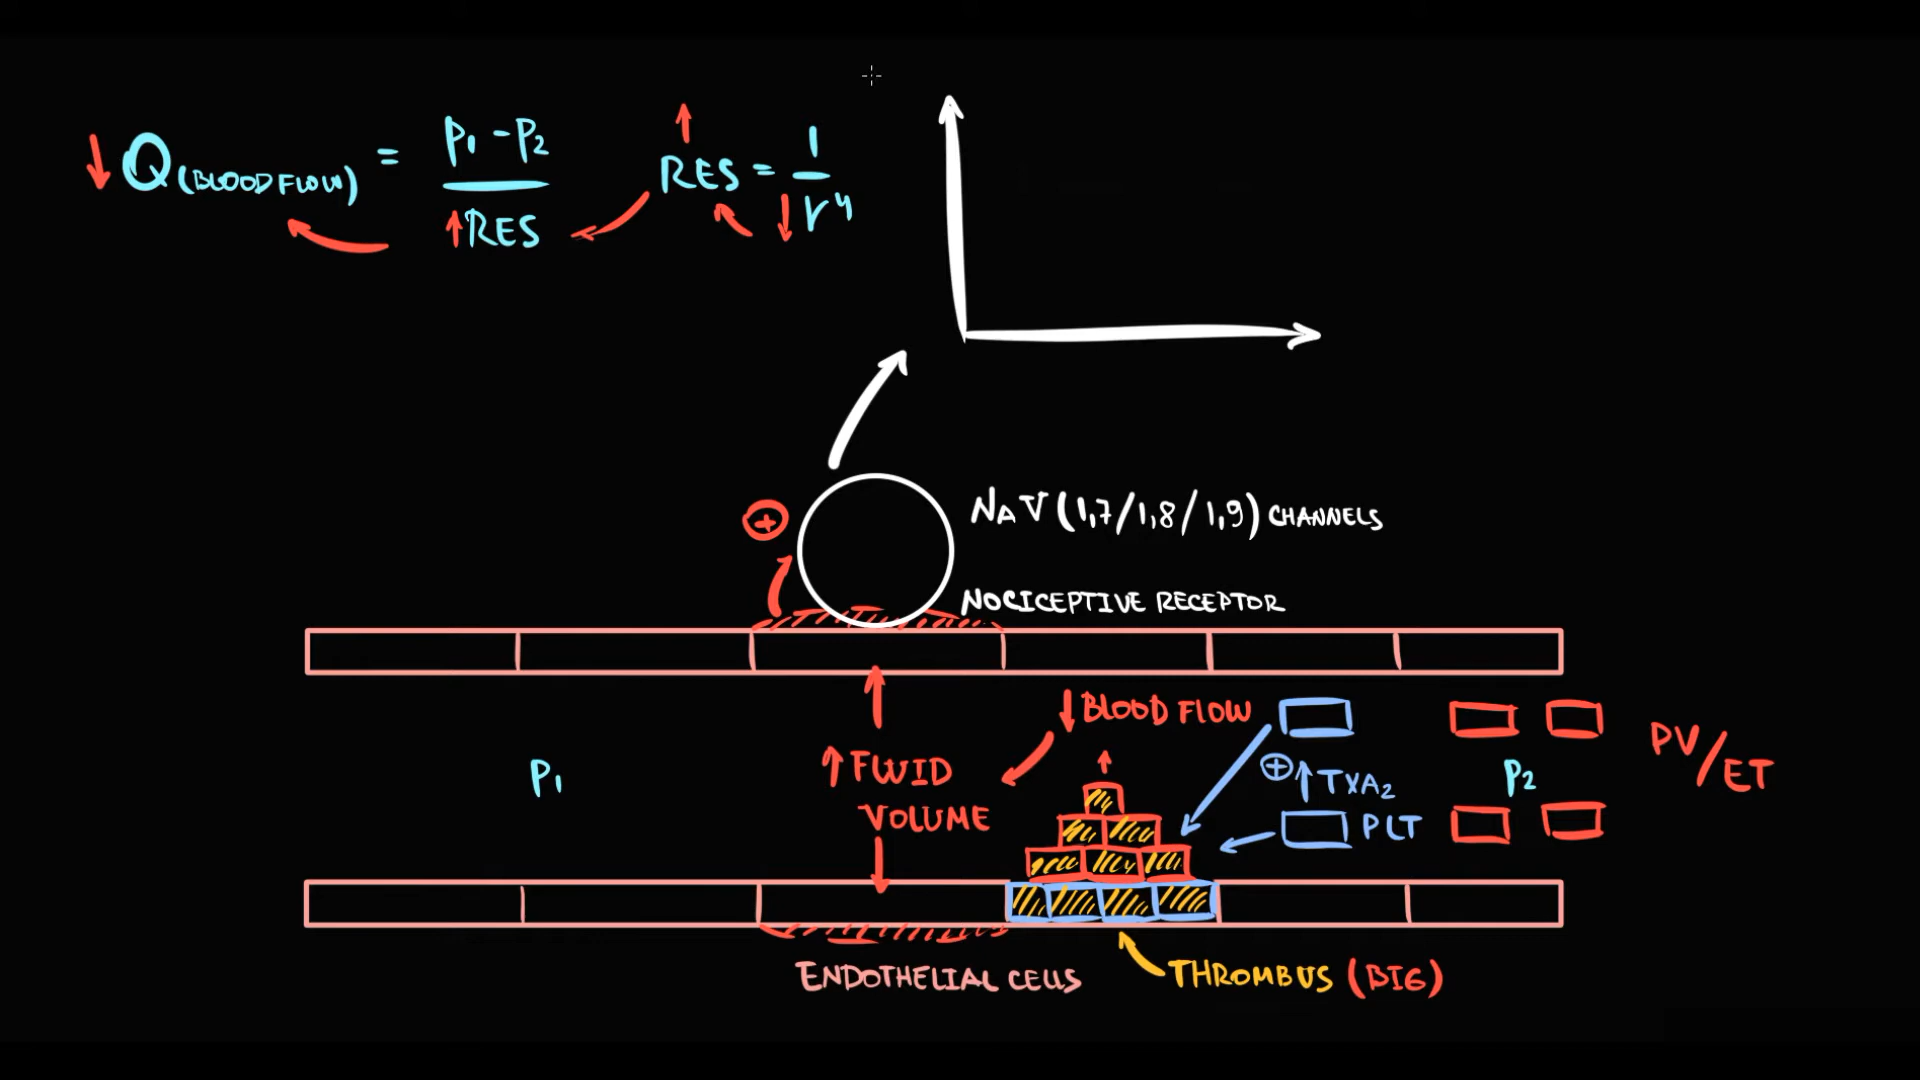 ↓ Q(BLOOD FLOW) = P1 - P2 / ↑RES
↑ RES = 1 / ↓ r4
NaV (1,7/1,8/1,9) CHANNELS
NOCICEPTIVE RECEPTOR
+
↓ BLOOD FLOW
↑ FLUID
VOLUME
P1
+ ↑ TXA2
PLT
P2
PV/ET
ENDOTHELIAL CELLS
THROMBUS (BIG)